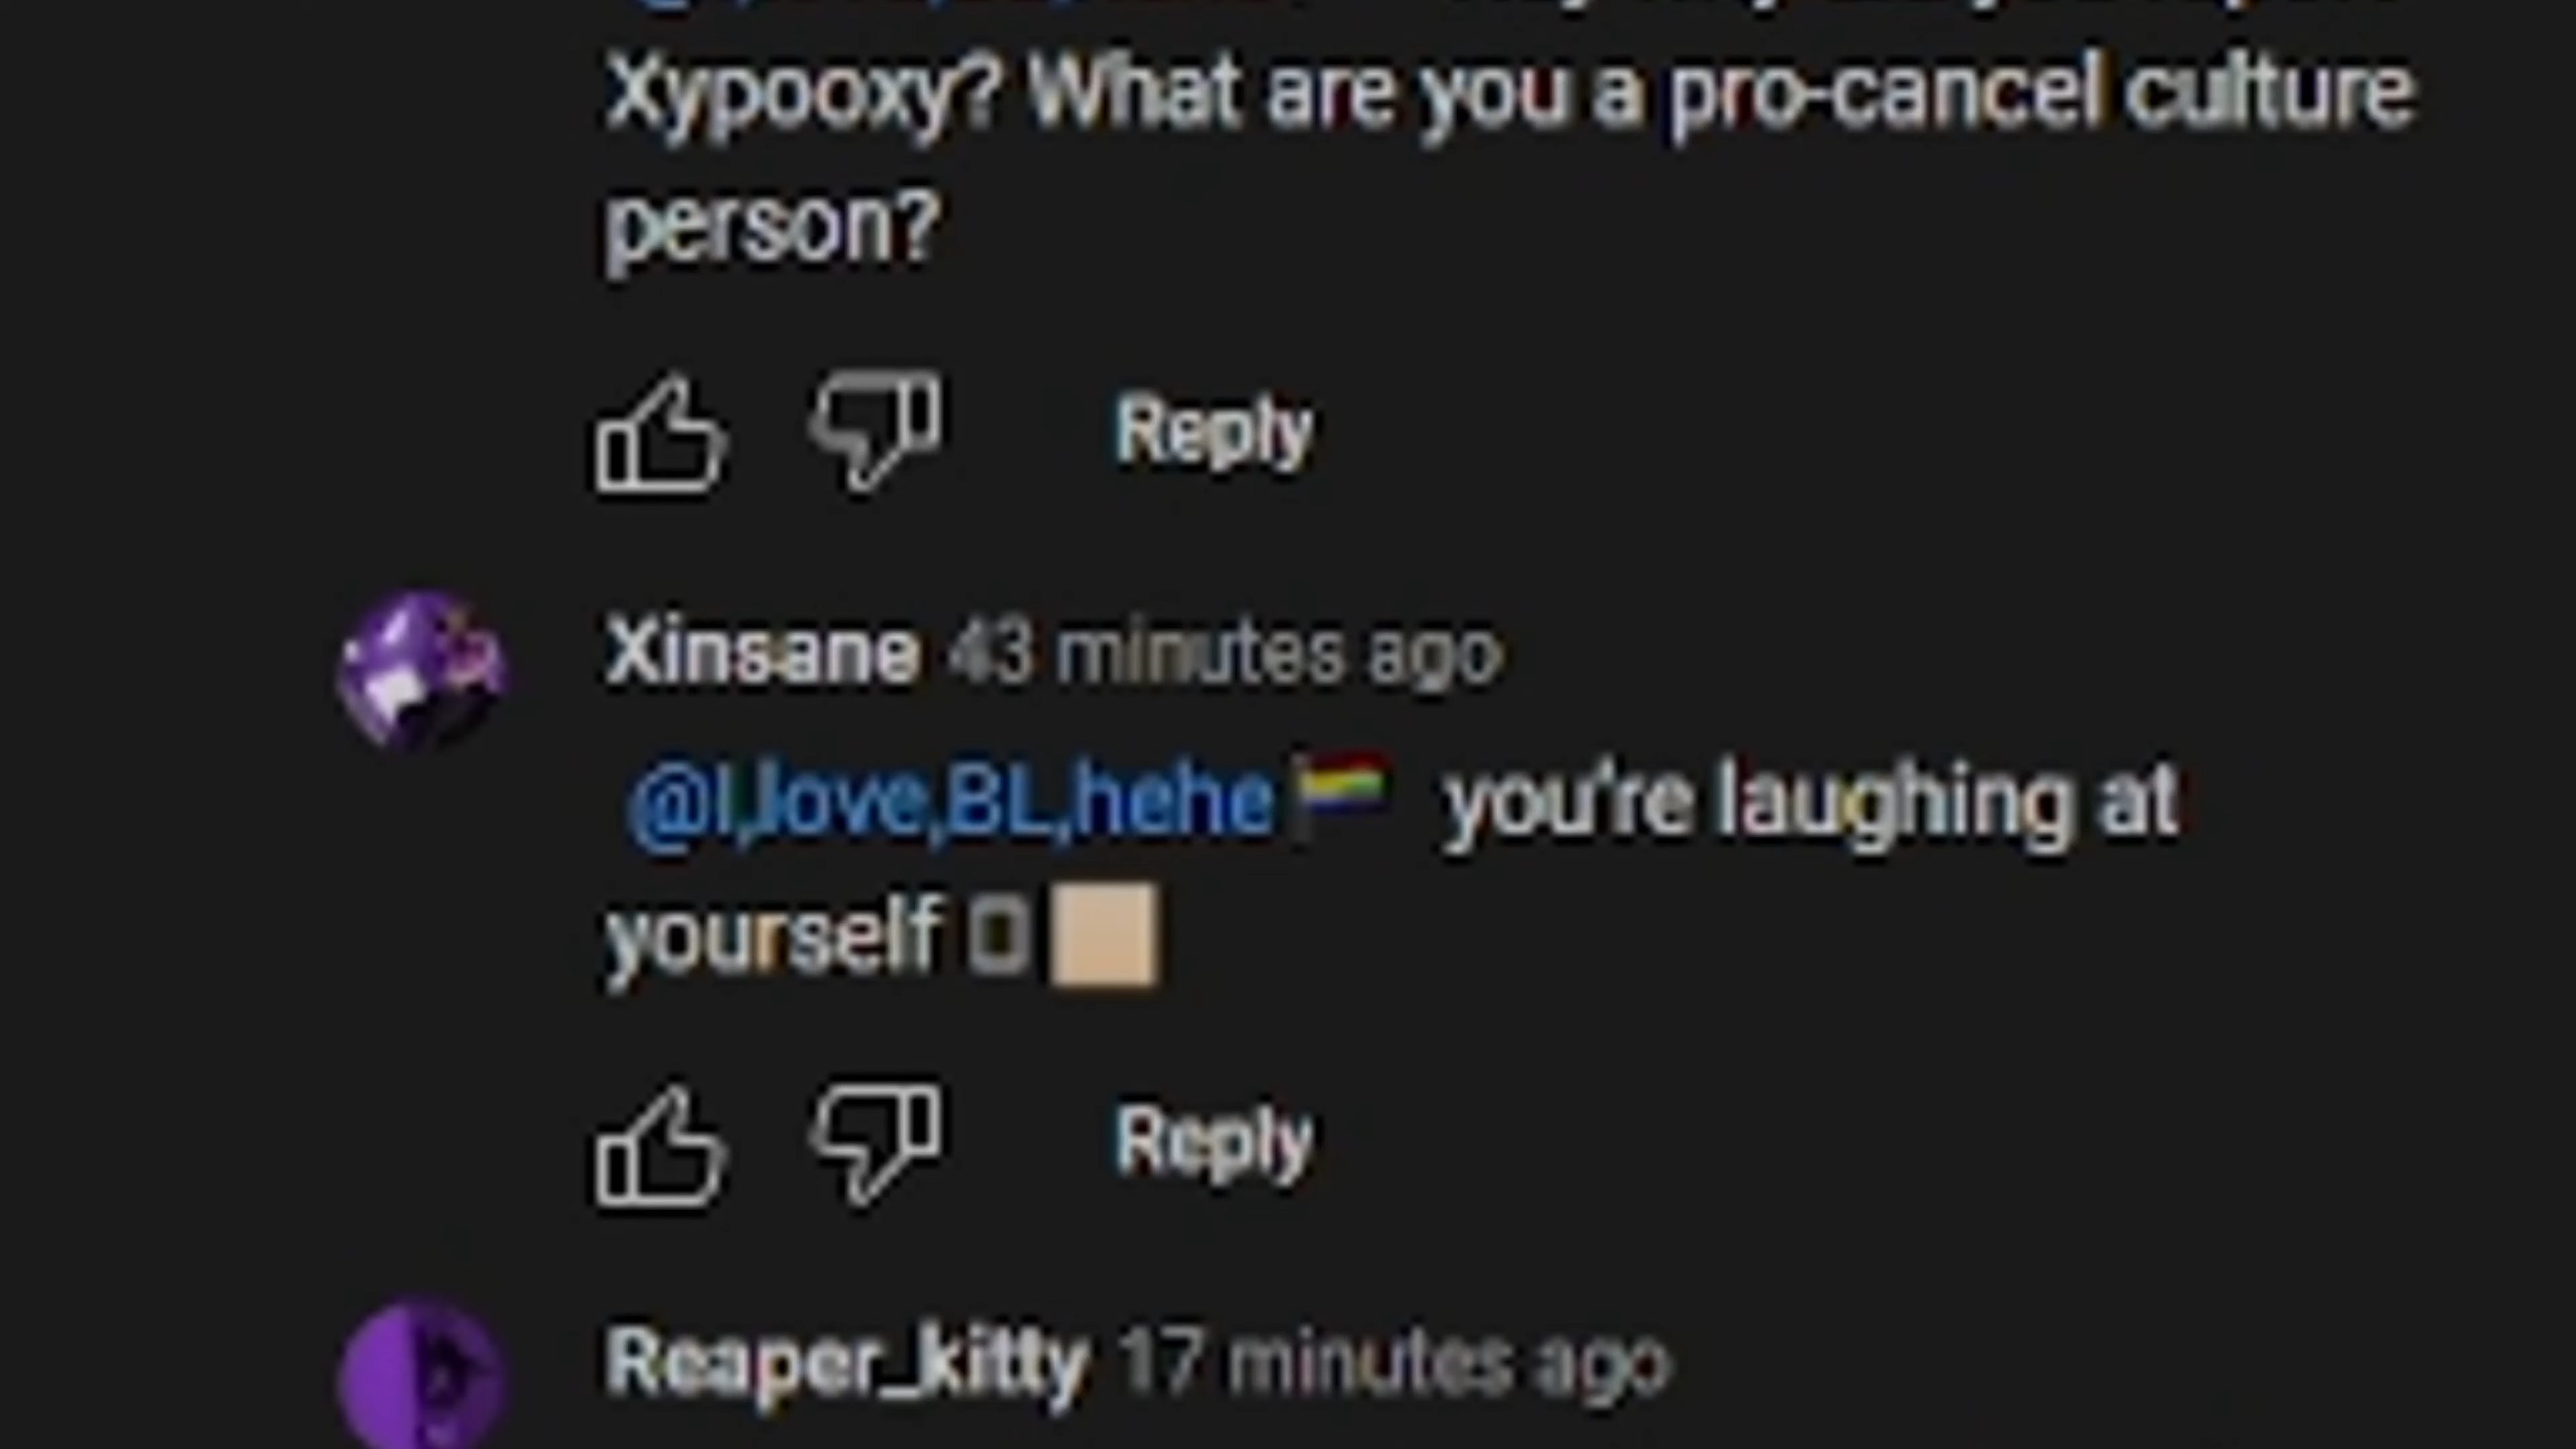 Xypooxy? What are you a pro-cancel culture
person?
Reply
Xinsane 43 minutes ago
@I,love,BL,hehe🏳️‍🌈 you're laughing at
yourself
Reply
Reaper_kitty 17 minutes ago